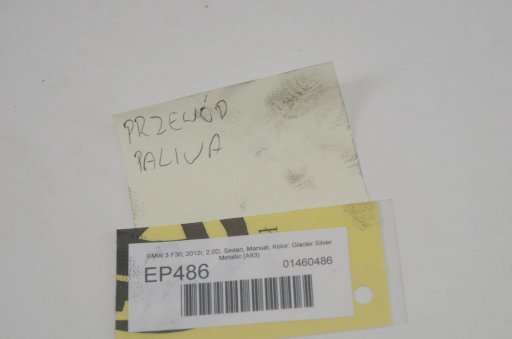 PRZEWÓD
PALIWA
BMW 3 F30, 2012r, 2.0D, Sedan, Manual, Kolor: Glacier Silver
Metallic (A83)
EP486
01460486